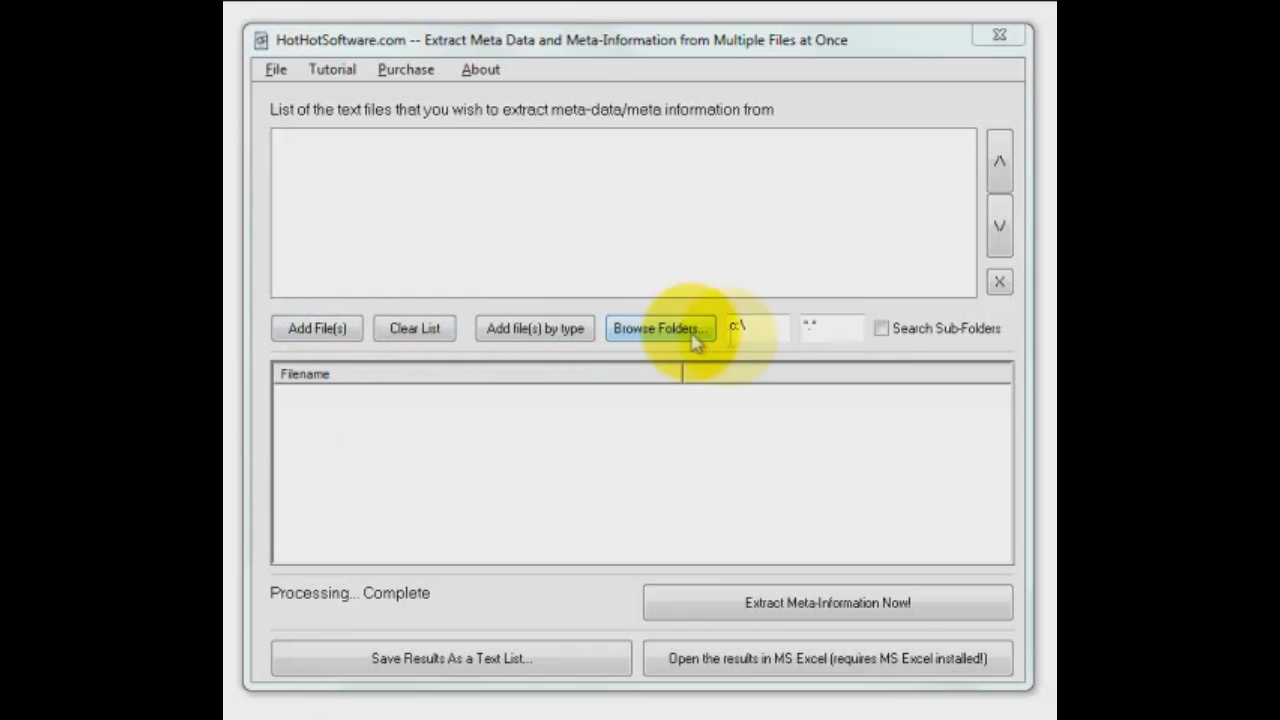 HotHotSoftware.com -- Extract Meta Data and Meta-Information from Multiple Files at Once
File Tutorial Purchase About
List of the text files that you wish to extract meta-data/meta information from
/\
\/
X
Add File(s) Clear List Add file(s) by type Browse Folders... c:\ *.* Search Sub-Folders
Filename
Processing... Complete
Extract Meta-Information Now!
Save Results As a Text List... Open the results in MS Excel (requires MS Excel installed!)